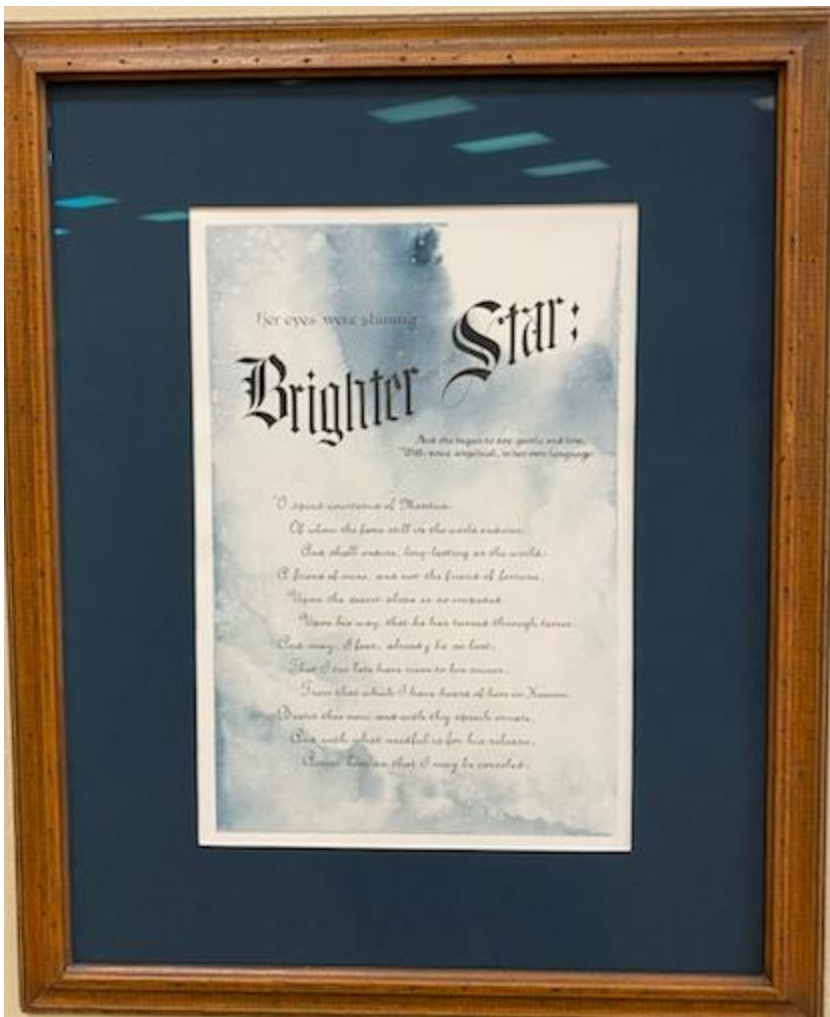 Her eyes were shining
Brighter Star:
And she began to say, gentle and low,
With voice angelical, in her own language
'O spirit courteous of Mantua
Of whom the fame still in the world endures
And shall endure, long-lasting as the world.
A friend of mine, and not the friend of fortune,
Upon the desert slope is so impeded
Upon his way, that he has turned through terror,
And may, I fear, already be so lost,
That I too late have risen to his
From that which I have heard of him in Heaven.
Bestir thee now and with thy speech ornate,
And with what needful is for his release,
Assist him so that I may be consoled.